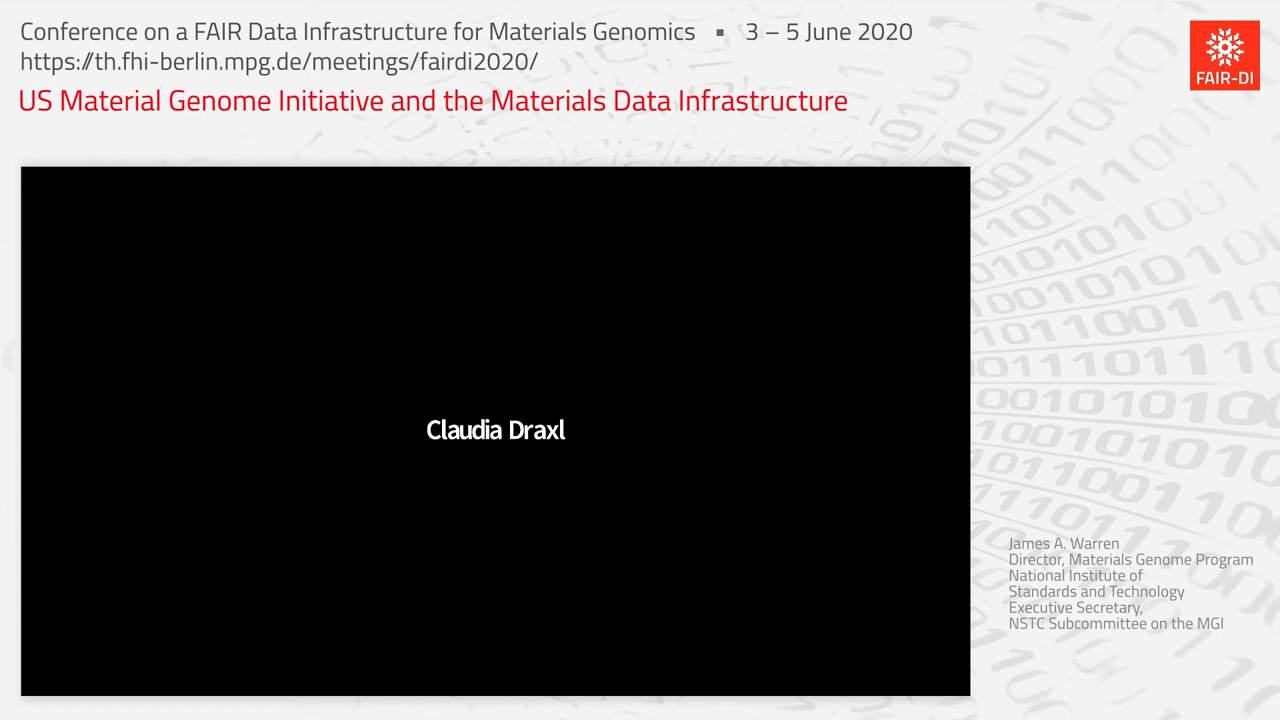 Conference on a FAIR Data Infrastructure for Materials Genomics ▪ 3 – 5 June 2020
https://th.fhi-berlin.mpg.de/meetings/fairdi2020/
US Material Genome Initiative and the Materials Data Infrastructure
FAIR-DI
Claudia Draxl
James A. Warren
Director, Materials Genome Program
National Institute of
Standards and Technology
Executive Secretary,
NSTC Subcommittee on the MGI